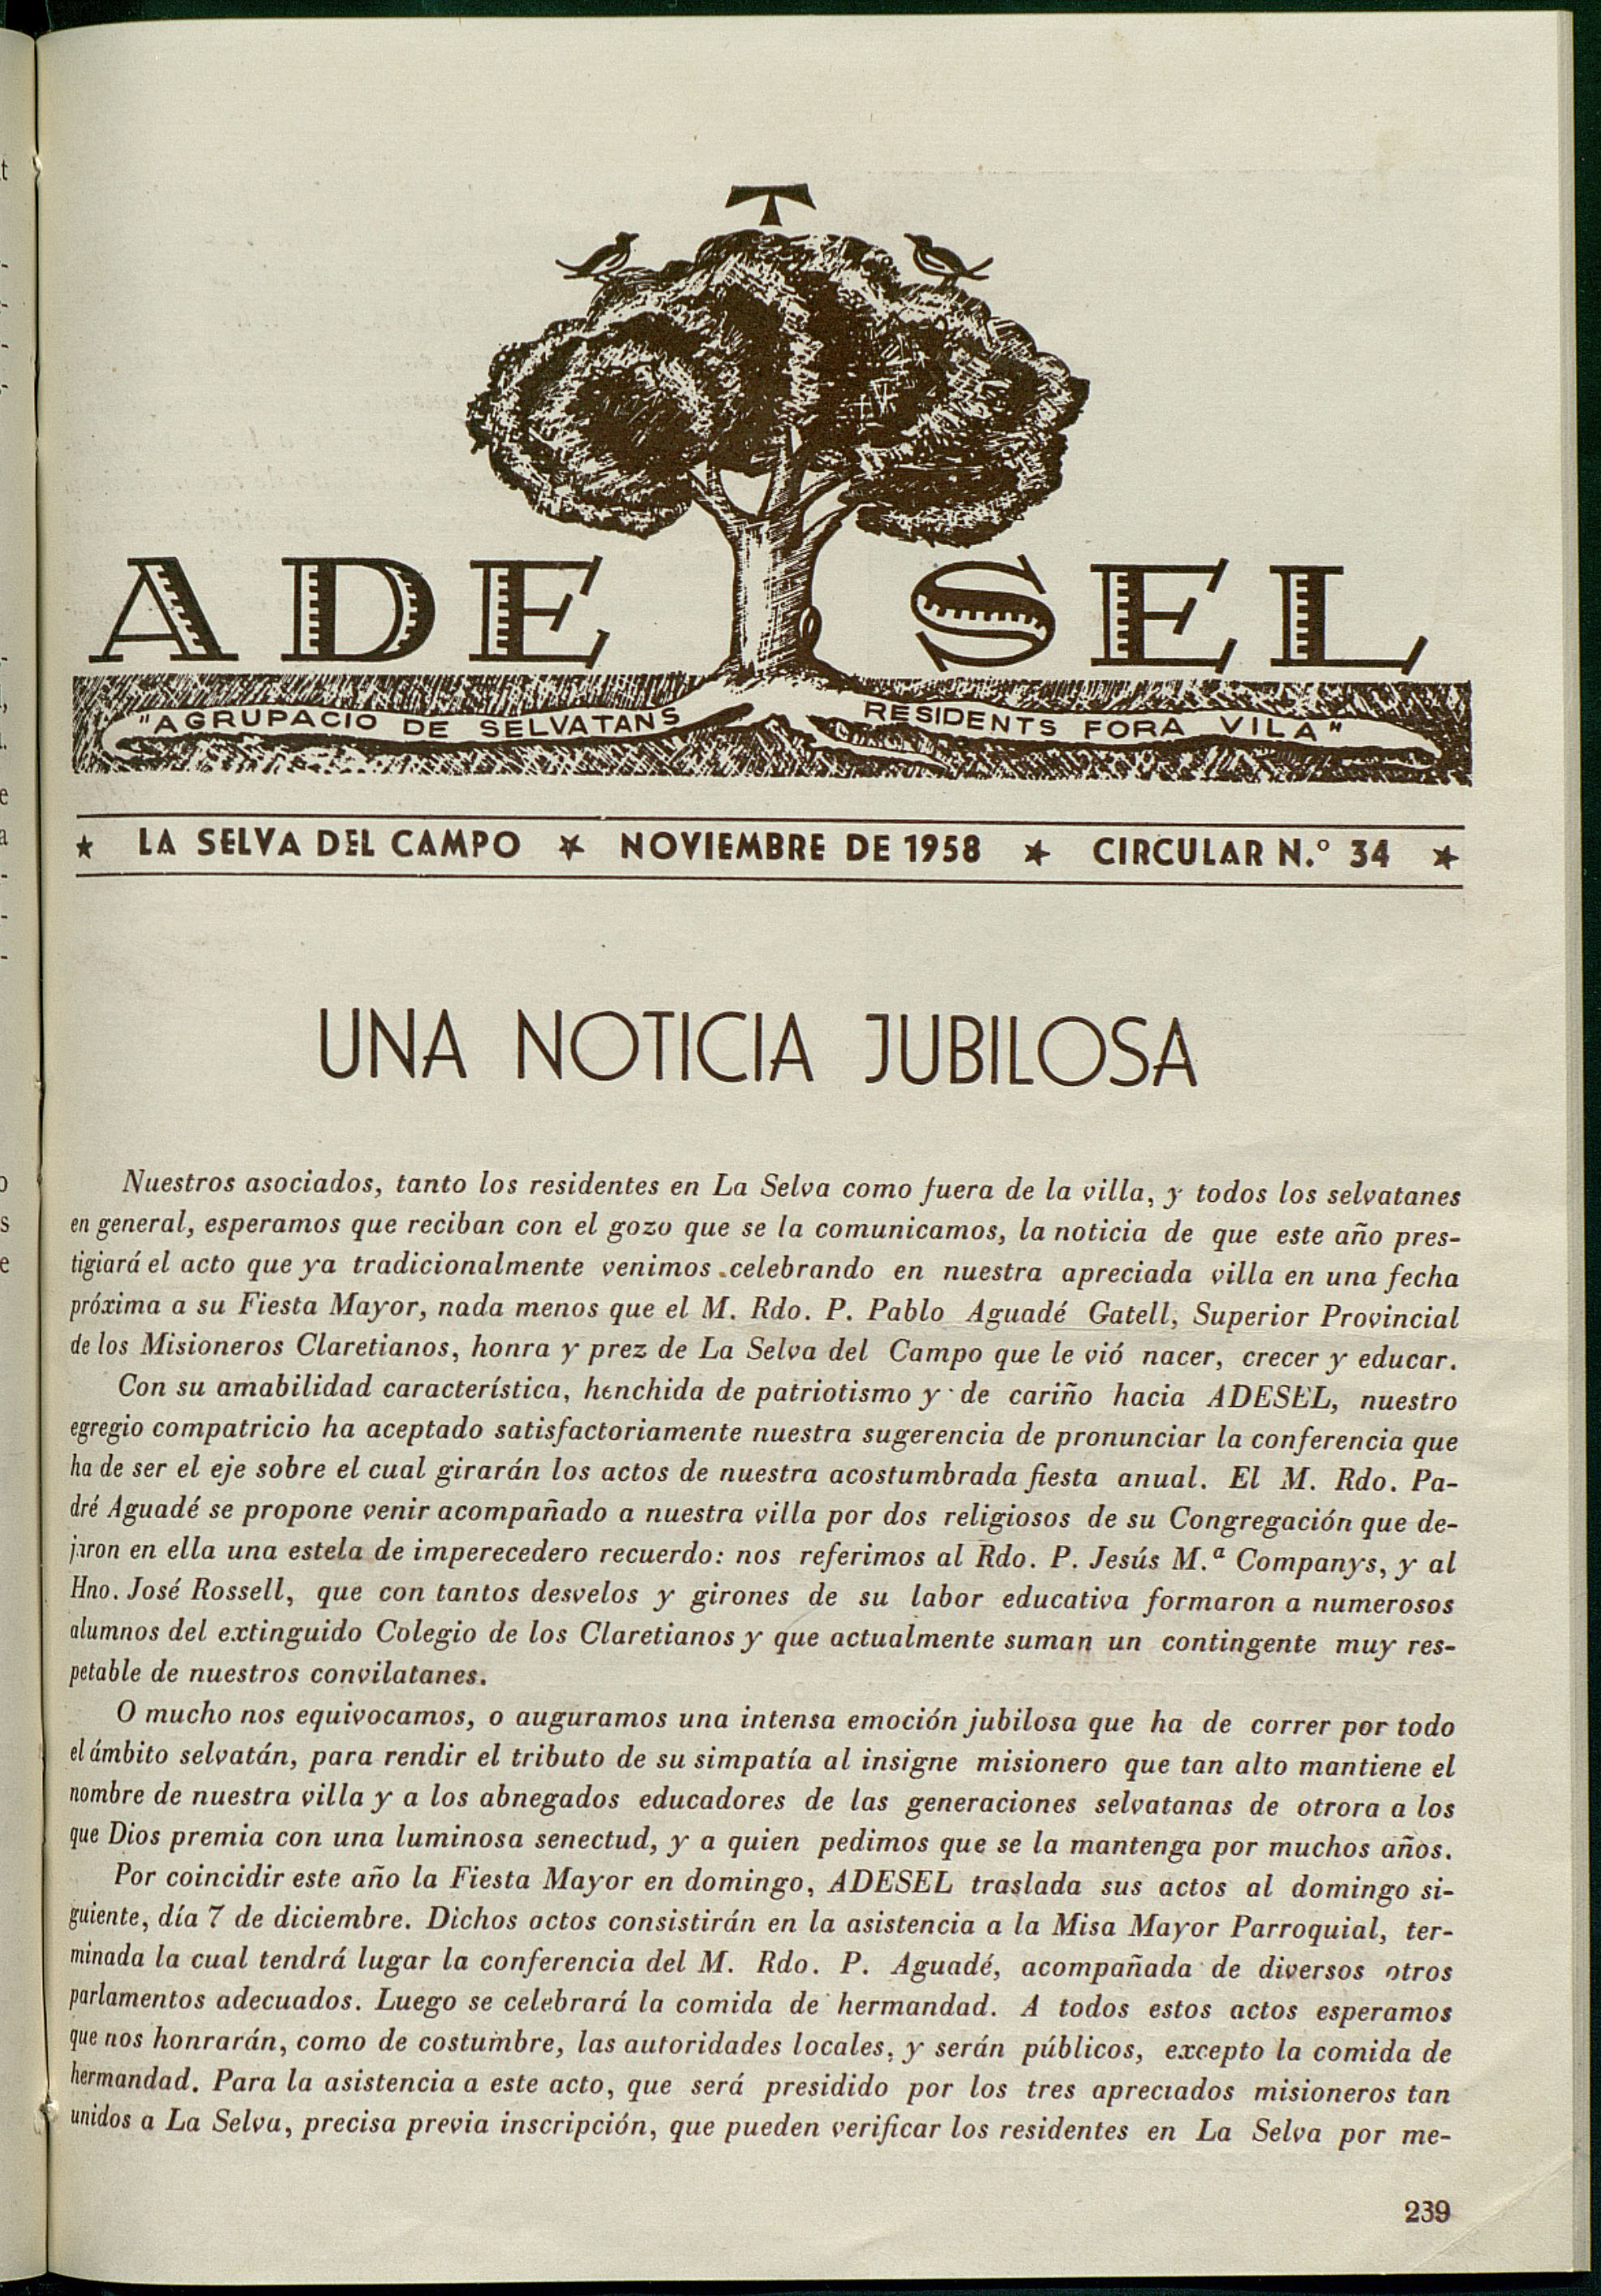 ADESEL
"AGRUPACIO DE SELVATANS RESIDENTS FORA VILA"
★ LA SELVA DEL CAMPO ★ NOVIEMBRE DE 1958 ★ CIRCULAR N.º 34 ★
UNA NOTICIA JUBILOSA
Nuestros asociados, tanto los residentes en La Selva como fuera de la villa, y todos los selvatanes
en general, esperamos que reciban con el gozo que se la comunicamos, la noticia de que este año pres-
tigiará el acto que ya tradicionalmente venimos celebrando en nuestra apreciada villa en una fecha
próxima a su Fiesta Mayor, nada menos que el M. Rdo. P. Pablo Aguadé Gatell, Superior Provincial
de los Misioneros Claretianos, honra y prez de La Selva del Campo que le vió nacer, crecer y educar.
Con su amabilidad característica, henchida de patriotismo y de cariño hacia ADESEL, nuestro
egregio compatricio ha aceptado satisfactoriamente nuestra sugerencia de pronunciar la conferencia que
ha de ser el eje sobre el cual girarán los actos de nuestra acostumbrada fiesta anual. El M. Rdo. Pa-
dré Aguadé se propone venir acompañado a nuestra villa por dos religiosos de su Congregación que de-
jaron en ella una estela de imperecedero recuerdo: nos referimos al Rdo. P. Jesús M.ª Companys, y al
Hno. José Rossell, que con tantos desvelos y girones de su labor educativa formaron a numerosos
alumnos del extinguido Colegio de los Claretianos y que actualmente suman un contingente muy res-
petable de nuestros convilatanes.
O mucho nos equivocamos, o auguramos una intensa emoción jubilosa que ha de correr por todo
el ámbito selvatán, para rendir el tributo de su simpatía al insigne misionero que tan alto mantiene el
nombre de nuestra villa y a los abnegados educadores de las generaciones selvatanas de otrora a los
que Dios premia con una luminosa senectud, y a quien pedimos que se la mantenga por muchos años.
Por coincidir este año la Fiesta Mayor en domingo, ADESEL traslada sus actos al domingo si-
guiente, día 7 de diciembre. Dichos actos consistirán en la asistencia a la Misa Mayor Parroquial, ter-
minada la cual tendrá lugar la conferencia del M. Rdo. P. Aguadé, acompañada de diversos otros
parlamentos adecuados. Luego se celebrará la comida de hermandad. A todos estos actos esperamos
que nos honrarán, como de costumbre, las autoridades locales, y serán públicos, excepto la comida de
hermandad. Para la asistencia a este acto, que será presidido por los tres apreciados misioneros tan
unidos a La Selva, precisa previa inscripción, que pueden verificar los residentes en La Selva por me-
239